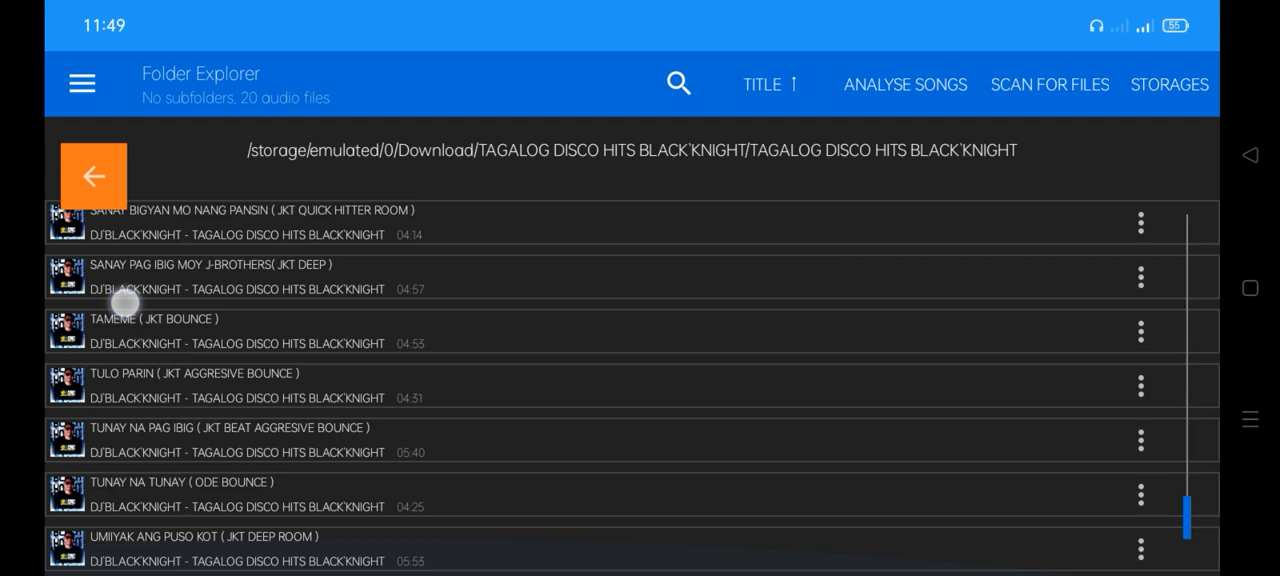 11:49
55
Folder Explorer
No subfolders, 20 audio files
TITLE ↑ ANALYSE SONGS SCAN FOR FILES STORAGES
/storage/emulated/0/Download/TAGALOG DISCO HITS BLACK`KNIGHT/TAGALOG DISCO HITS BLACK`KNIGHT
SANAY BIGYAN MO NANG PANSIN ( JKT QUICK HITTER ROOM )
DJ`BLACK`KNIGHT - TAGALOG DISCO HITS BLACK`KNIGHT 04:14
SANAY PAG IBIG MOY J-BROTHERS( JKT DEEP )
DJ`BLACK`KNIGHT - TAGALOG DISCO HITS BLACK`KNIGHT 04:57
TAMEME ( JKT BOUNCE )
DJ`BLACK`KNIGHT - TAGALOG DISCO HITS BLACK`KNIGHT 04:53
TULO PARIN ( JKT AGGRESIVE BOUNCE )
DJ`BLACK`KNIGHT - TAGALOG DISCO HITS BLACK`KNIGHT 04:31
TUNAY NA PAG IBIG ( JKT BEAT AGGRESIVE BOUNCE )
DJ`BLACK`KNIGHT - TAGALOG DISCO HITS BLACK`KNIGHT 05:40
TUNAY NA TUNAY ( ODE BOUNCE )
DJ`BLACK`KNIGHT - TAGALOG DISCO HITS BLACK`KNIGHT 04:25
UMIIYAK ANG PUSO KOT ( JKT DEEP ROOM )
DJ`BLACK`KNIGHT - TAGALOG DISCO HITS BLACK`KNIGHT 05:53